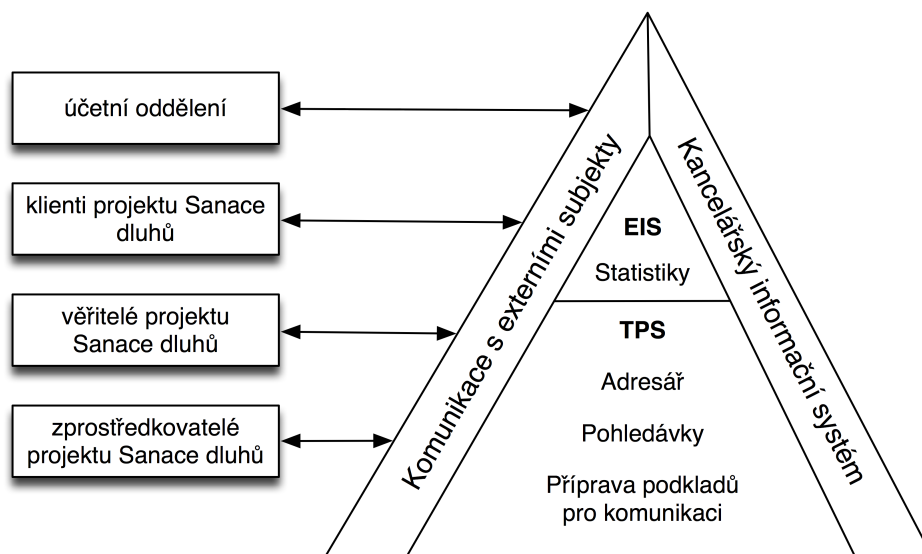 účetní oddělení
klienti projektu Sanace
dluhů
věřitelé projektu
Sanace dluhů
zprostředkovatelé
projektu Sanace dluhů
Komunikace s externími subjekty
EIS
Statistiky
TPS
Adresář
Pohledávky
Příprava podkladů
pro komunikaci
Kancelářský informační systém